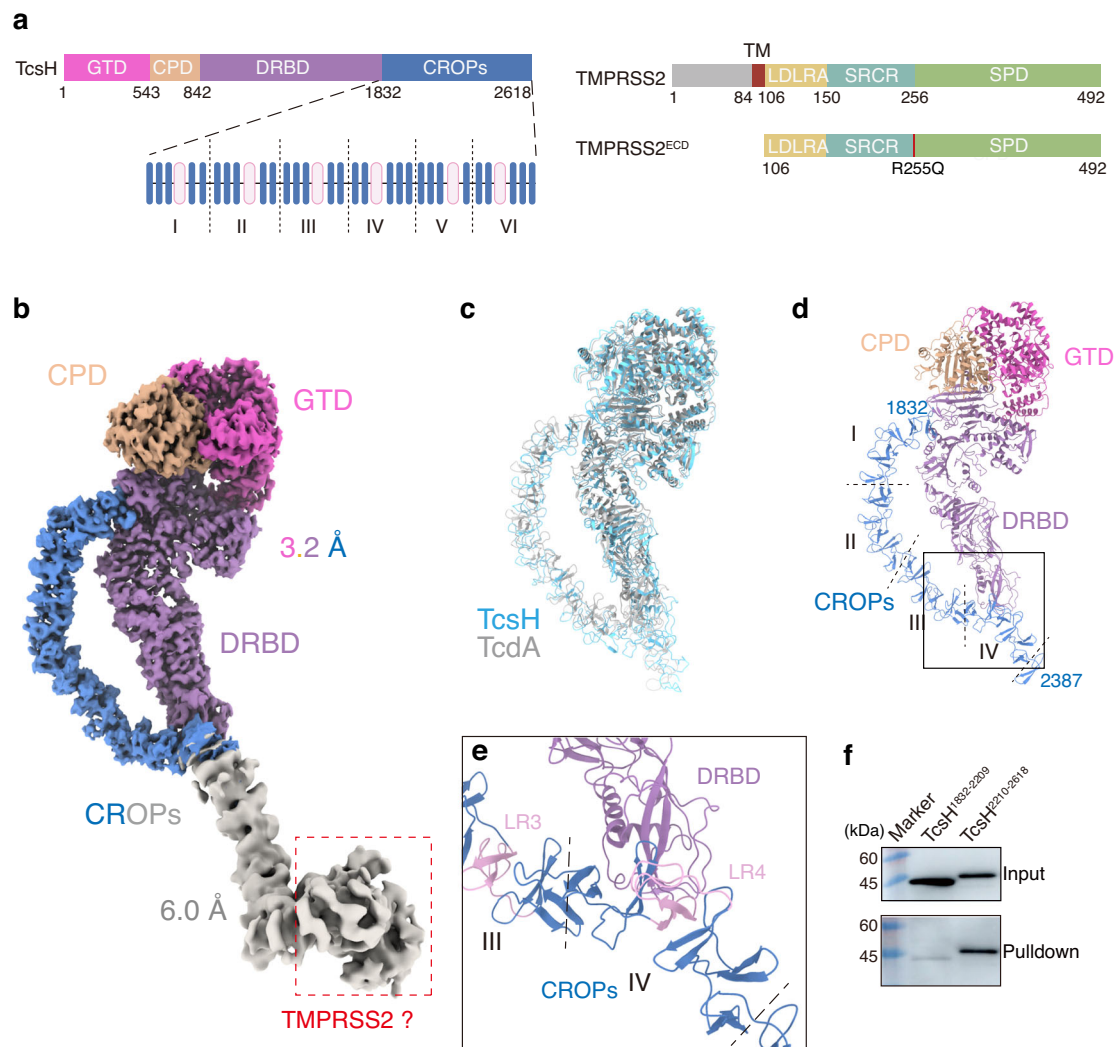 a
TcsH
GTD
CPD
DRBD
CROPs
1
543
842
1832
2618
I
II
III
IV
V
VI
TM
TMPRSS2
LDLRA
SRCR
SPD
1
84
106
150
256
492
TMPRSS2ECD
LDLRA
SRCR
SPD
106
R255Q
492
b
CPD
GTD
3.2 Å
DRBD
CROPs
6.0 Å
TMPRSS2 ?
c
TcsH
TcdA
d
CPD
GTD
1832
I
II
DRBD
CROPs
III
IV
2387
e
DRBD
LR3
LR4
III
CROPs
IV
f
(kDa)
Marker
TcsH1832-2209
TcsH2210-2618
60
45
Input
60
45
Pulldown